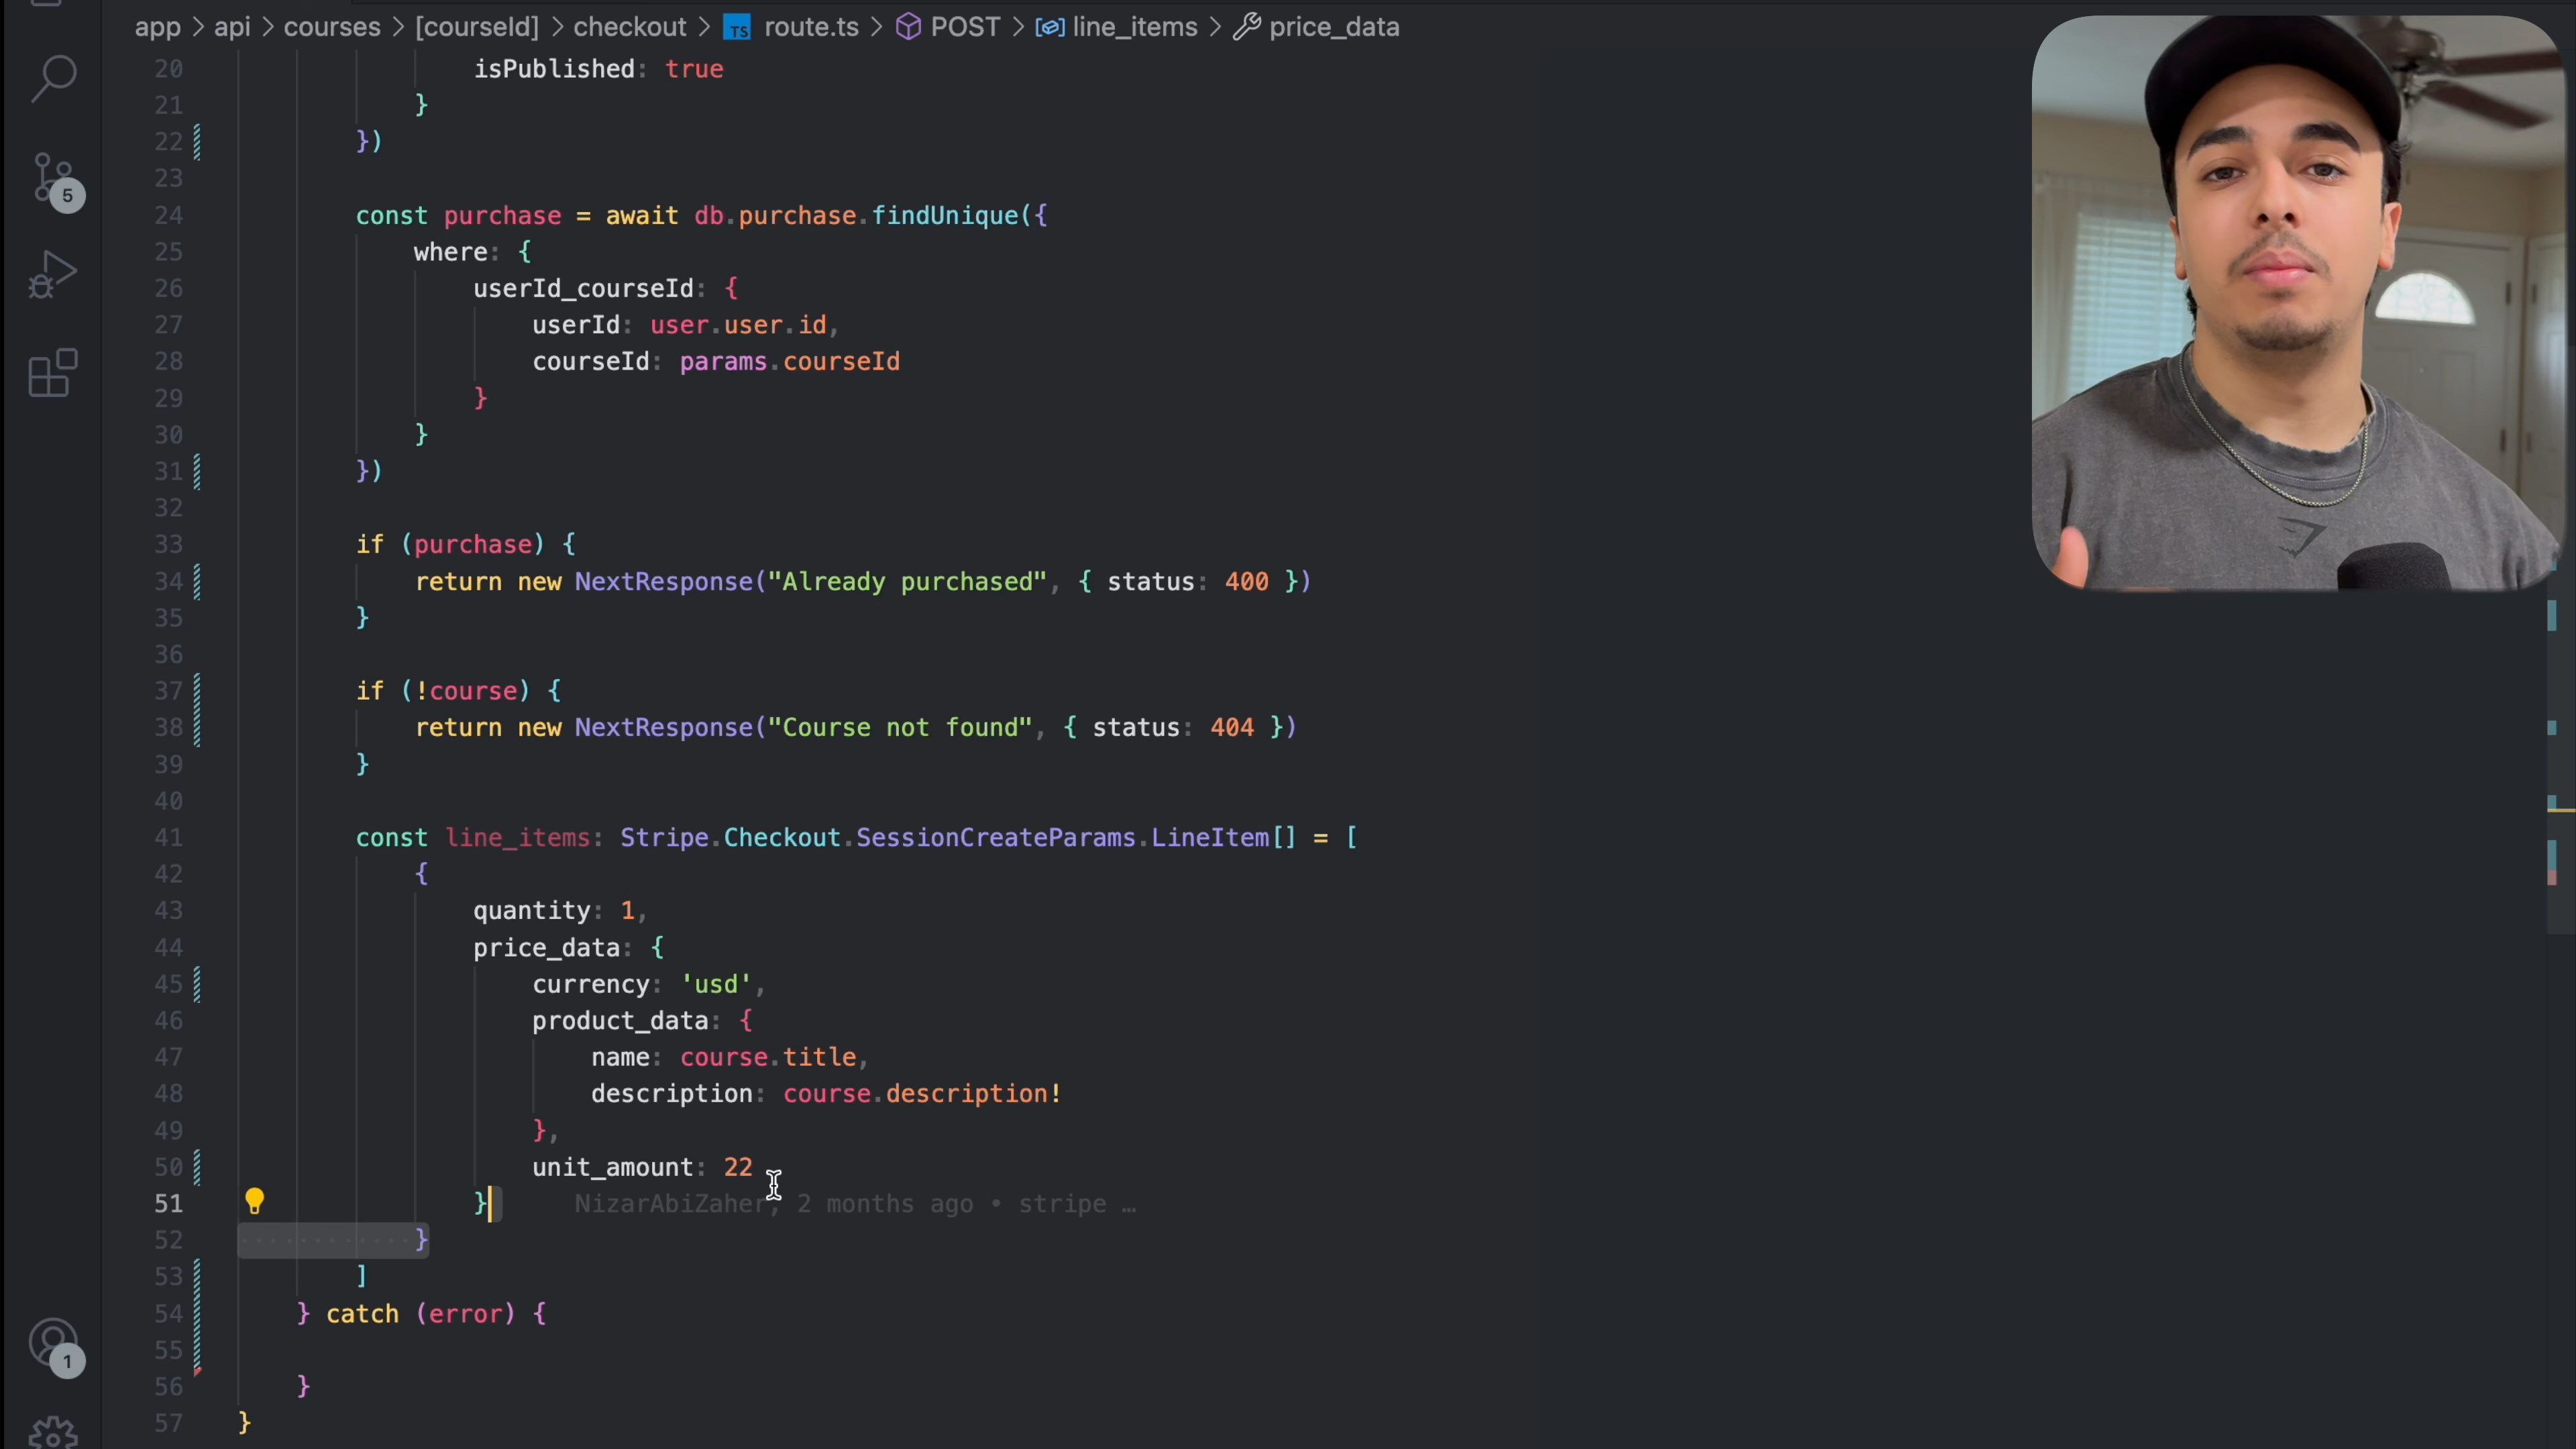 app > api > courses > [courseId] > checkout > TS route.ts > POST > line_items > price_data
20 isPublished: true
21 }
22 })
23
24 const purchase = await db.purchase.findUnique({
25 where: {
26 userId_courseId: {
27 userId: user.user.id,
28 courseId: params.courseId
29 }
30 }
31 })
32
33 if (purchase) {
34 return new NextResponse("Already purchased", { status: 400 })
35 }
36
37 if (!course) {
38 return new NextResponse("Course not found", { status: 404 })
39 }
40
41 const line_items: Stripe.Checkout.SessionCreateParams.LineItem[] = [
42 {
43 quantity: 1,
44 price_data: {
45 currency: 'usd',
46 product_data: {
47 name: course.title,
48 description: course.description!
49 },
50 unit_amount: 22
51 } NizarAbiZaher, 2 months ago • stripe …
52 }
53 ]
54 } catch (error) {
55
56 }
57 }
5
1